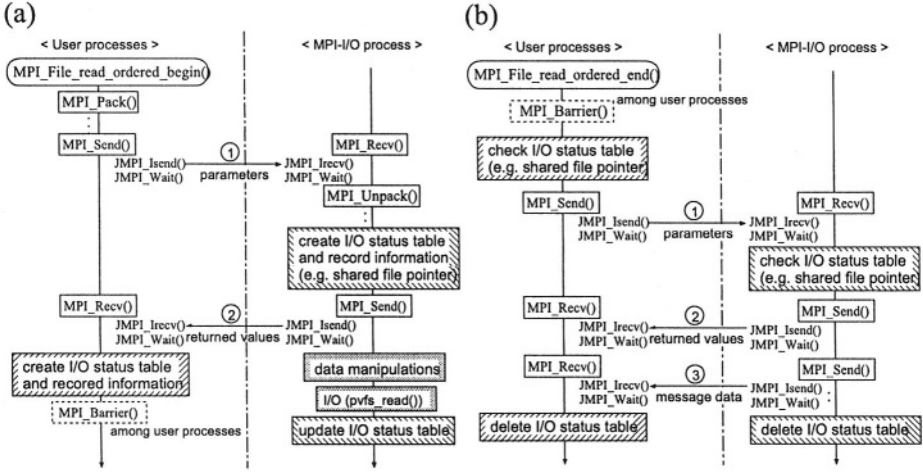 (a)
< User processes >
< MPI-I/O process >
MPI_File_read_ordered_begin()
MPI_Pack()
MPI_Send()
MPI_Recv()
JMPI_Isend()
1
JMPI_Irecv()
JMPI_Wait()
parameters
JMPI_Wait()
MPI_Unpack()
create I/O status table
and record information
(e.g. shared file pointer)
MPI_Recv()
MPI_Send()
JMPI_Irecv()
2
JMPI_Isend()
JMPI_Wait()
returned values
JMPI_Wait()
create I/O status table
and recored information
data manipulations
MPI_Barrier()
I/O (pvfs_read())
among user processes
update I/O status table
(b)
< User processes >
< MPI-I/O process >
MPI_File_read_ordered_end()
among user processes
MPI_Barrier()
check I/O status table
(e.g. shared file pointer)
MPI_Send()
MPI_Recv()
JMPI_Isend()
1
JMPI_Irecv()
JMPI_Wait()
parameters
JMPI_Wait()
check I/O status table
(e.g. shared file pointer)
MPI_Recv()
MPI_Send()
JMPI_Irecv()
2
JMPI_Isend()
JMPI_Wait()
returned values
JMPI_Wait()
MPI_Recv()
MPI_Send()
JMPI_Irecv()
3
JMPI_Isend()
JMPI_Wait()
message data
JMPI_Wait()
delete I/O status table
delete I/O status table